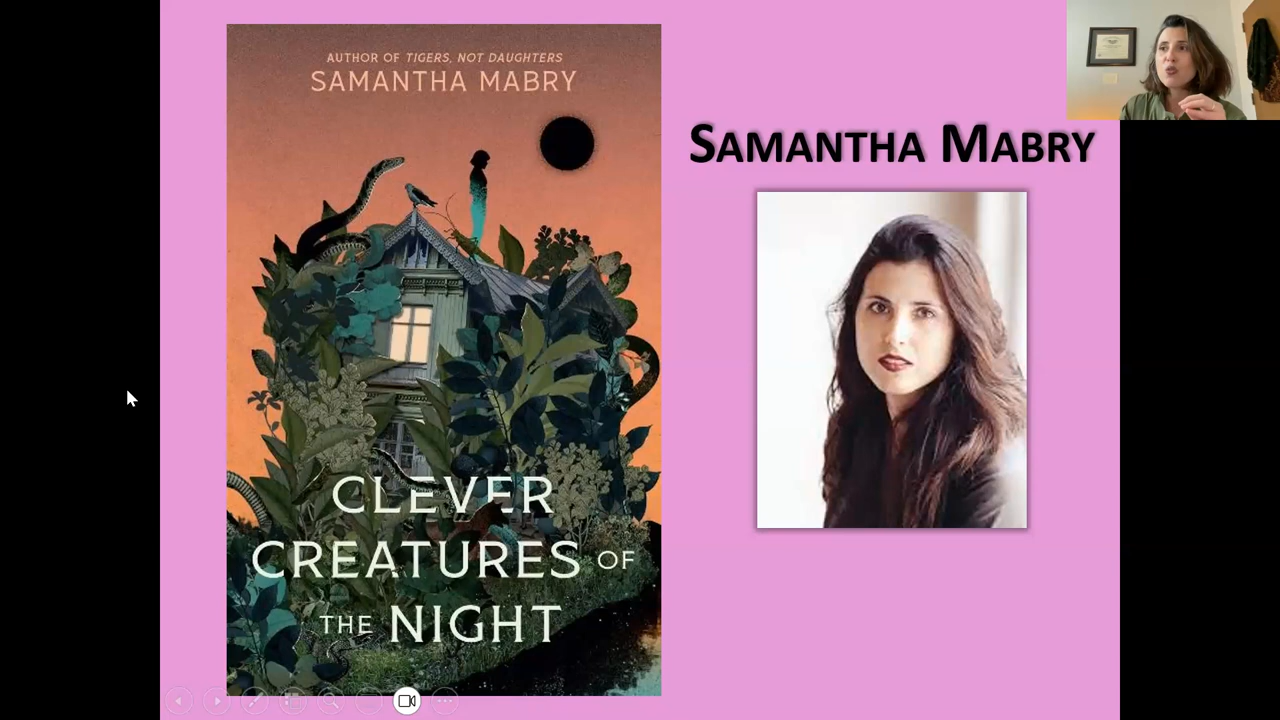 AUTHOR OF TIGERS, NOT DAUGHTERS
SAMANTHA MABRY
CLEVER
CREATURES OF
THE NIGHT
SAMANTHA MABRY